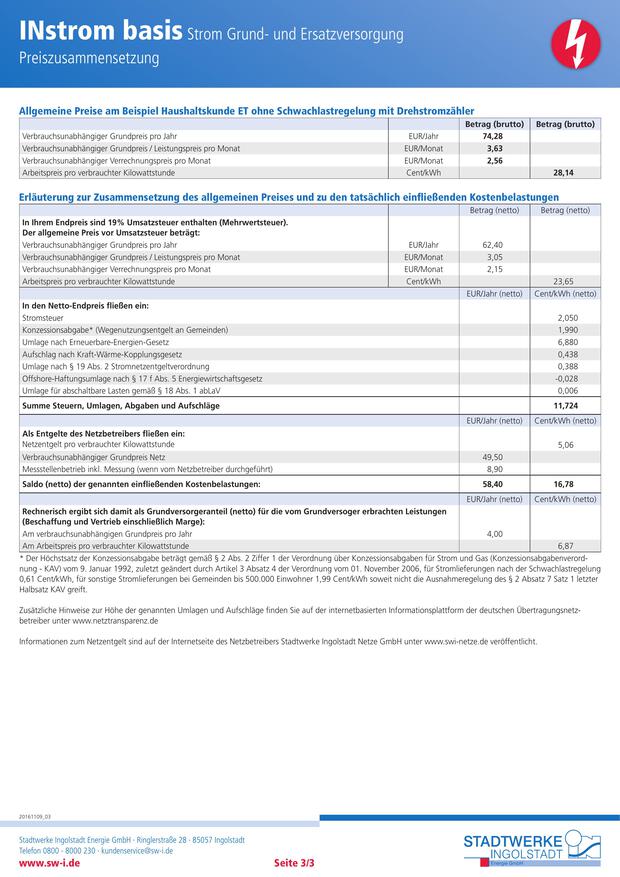 INstrom basis Strom Grund- und Ersatzversorgung
Preiszusammensetzung
Allgemeine Preise am Beispiel Haushaltskunde ET ohne Schwachlastregelung mit Drehstromzähler
Betrag (brutto) Betrag (brutto)
Verbrauchsunabhängiger Grundpreis pro Jahr EUR/Jahr 74,28
Verbrauchsunabhängiger Grundpreis / Leistungspreis pro Monat EUR/Monat 3,63
Verbrauchsunabhängiger Verrechnungspreis pro Monat EUR/Monat 2,56
Arbeitspreis pro verbrauchter Kilowattstunde Cent/kWh 28,14
Erläuterung zur Zusammensetzung des allgemeinen Preises und zu den tatsächlich einfließenden Kostenbelastungen
Betrag (netto) Betrag (netto)
In Ihrem Endpreis sind 19% Umsatzsteuer enthalten (Mehrwertsteuer).
Der allgemeine Preis vor Umsatzsteuer beträgt:
Verbrauchsunabhängiger Grundpreis pro Jahr EUR/Jahr 62,40
Verbrauchsunabhängiger Grundpreis / Leistungspreis pro Monat EUR/Monat 3,05
Verbrauchsunabhängiger Verrechnungspreis pro Monat EUR/Monat 2,15
Arbeitspreis pro verbrauchter Kilowattstunde Cent/kWh 23,65
EUR/Jahr (netto) Cent/kWh (netto)
In den Netto-Endpreis fließen ein:
Stromsteuer 2,050
Konzessionsabgabe* (Wegenutzungsentgelt an Gemeinden) 1,990
Umlage nach Erneuerbare-Energien-Gesetz 6,880
Aufschlag nach Kraft-Wärme-Kopplungsgesetz 0,438
Umlage nach § 19 Abs. 2 Stromnetzentgeltverordnung 0,388
Offshore-Haftungsumlage nach § 17 f Abs. 5 Energiewirtschaftsgesetz -0,028
Umlage für abschaltbare Lasten gemäß § 18 Abs. 1 abLaV 0,006
Summe Steuern, Umlagen, Abgaben und Aufschläge 11,724
EUR/Jahr (netto) Cent/kWh (netto)
Als Entgelte des Netzbetreibers fließen ein:
Netzentgelt pro verbrauchter Kilowattstunde 5,06
Verbrauchsunabhängiger Grundpreis Netz 49,50
Messstellenbetrieb inkl. Messung (wenn vom Netzbetreiber durchgeführt) 8,90
Saldo (netto) der genannten einfließenden Kostenbelastungen: 58,40 16,78
EUR/Jahr (netto) Cent/kWh (netto)
Rechnerisch ergibt sich damit als Grundversorgeranteil (netto) für die vom Grundversoger erbrachten Leistungen
(Beschaffung und Vertrieb einschließlich Marge):
Am verbrauchsunabhängigen Grundpreis pro Jahr 4,00
Am Arbeitspreis pro verbrauchter Kilowattstunde 6,87
* Der Höchstsatz der Konzessionsabgabe beträgt gemäß § 2 Abs. 2 Ziffer 1 der Verordnung über Konzessionsabgaben für Strom und Gas (Konzessionsabgabenverord-
nung - KAV) vom 9. Januar 1992, zuletzt geändert durch Artikel 3 Absatz 4 der Verordnung vom 01. November 2006, für Stromlieferungen nach der Schwachlastregelung
0,61 Cent/kWh, für sonstige Stromlieferungen bei Gemeinden bis 500.000 Einwohner 1,99 Cent/kWh soweit nicht die Ausnahmeregelung des § 2 Absatz 7 Satz 1 letzter
Halbsatz KAV greift.
Zusätzliche Hinweise zur Höhe der genannten Umlagen und Aufschläge finden Sie auf der internetbasierten Informationsplattform der deutschen Übertragungsnetz-
betreiber unter www.netztransparenz.de
Informationen zum Netzentgelt sind auf der Internetseite des Netzbetreibers Stadtwerke Ingolstadt Netze GmbH unter www.swi-netze.de veröffentlicht.
20161109_03
Stadtwerke Ingolstadt Energie GmbH · Ringlerstraße 28 · 85057 Ingolstadt
Telefon 0800 - 8000 230 · kundenservice@sw-i.de
www.sw-i.de Seite 3/3
STADTWERKE
INGOLSTADT
Energie GmbH